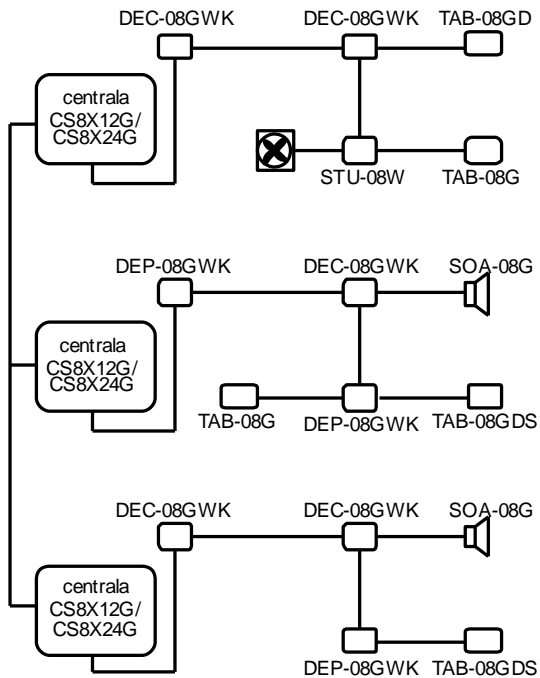 DEC-08GWK DEC-08GWK TAB-08GD
centrala
CS8X12G/
CS8X24G
STU-08W TAB-08G
DEP-08GWK DEC-08GWK SOA-08G
centrala
CS8X12G/
CS8X24G
TAB-08G DEP-08GWK TAB-08GDS
DEC-08GWK DEC-08GWK SOA-08G
centrala
CS8X12G/
CS8X24G
DEP-08GWK TAB-08GDS